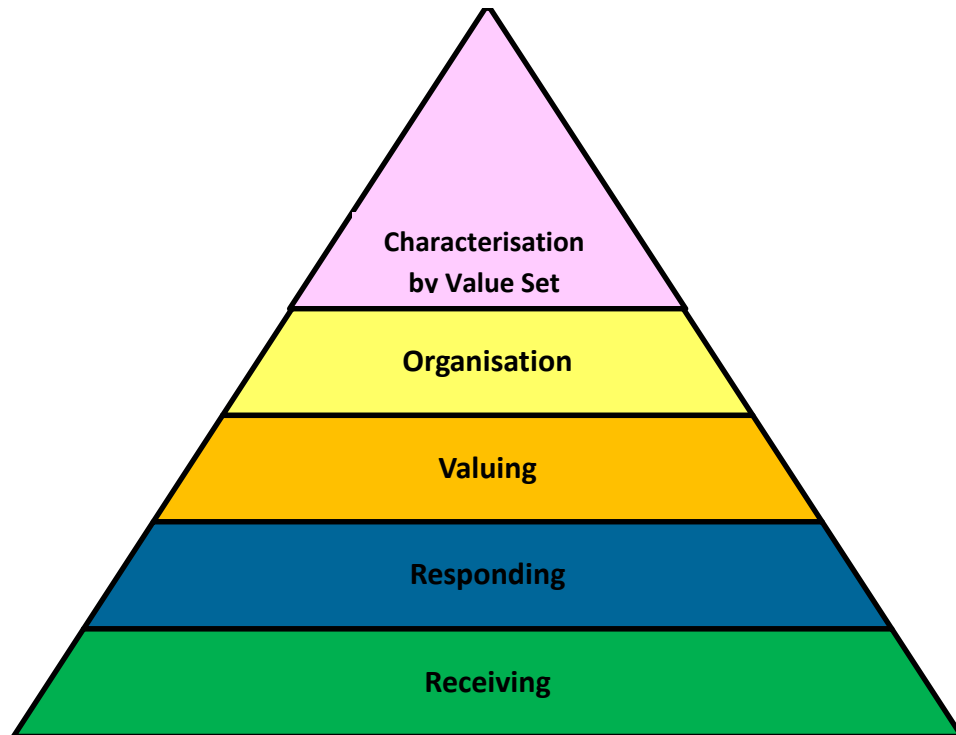 Characterisation
by Value Set
Organisation
Valuing
Responding
Receiving